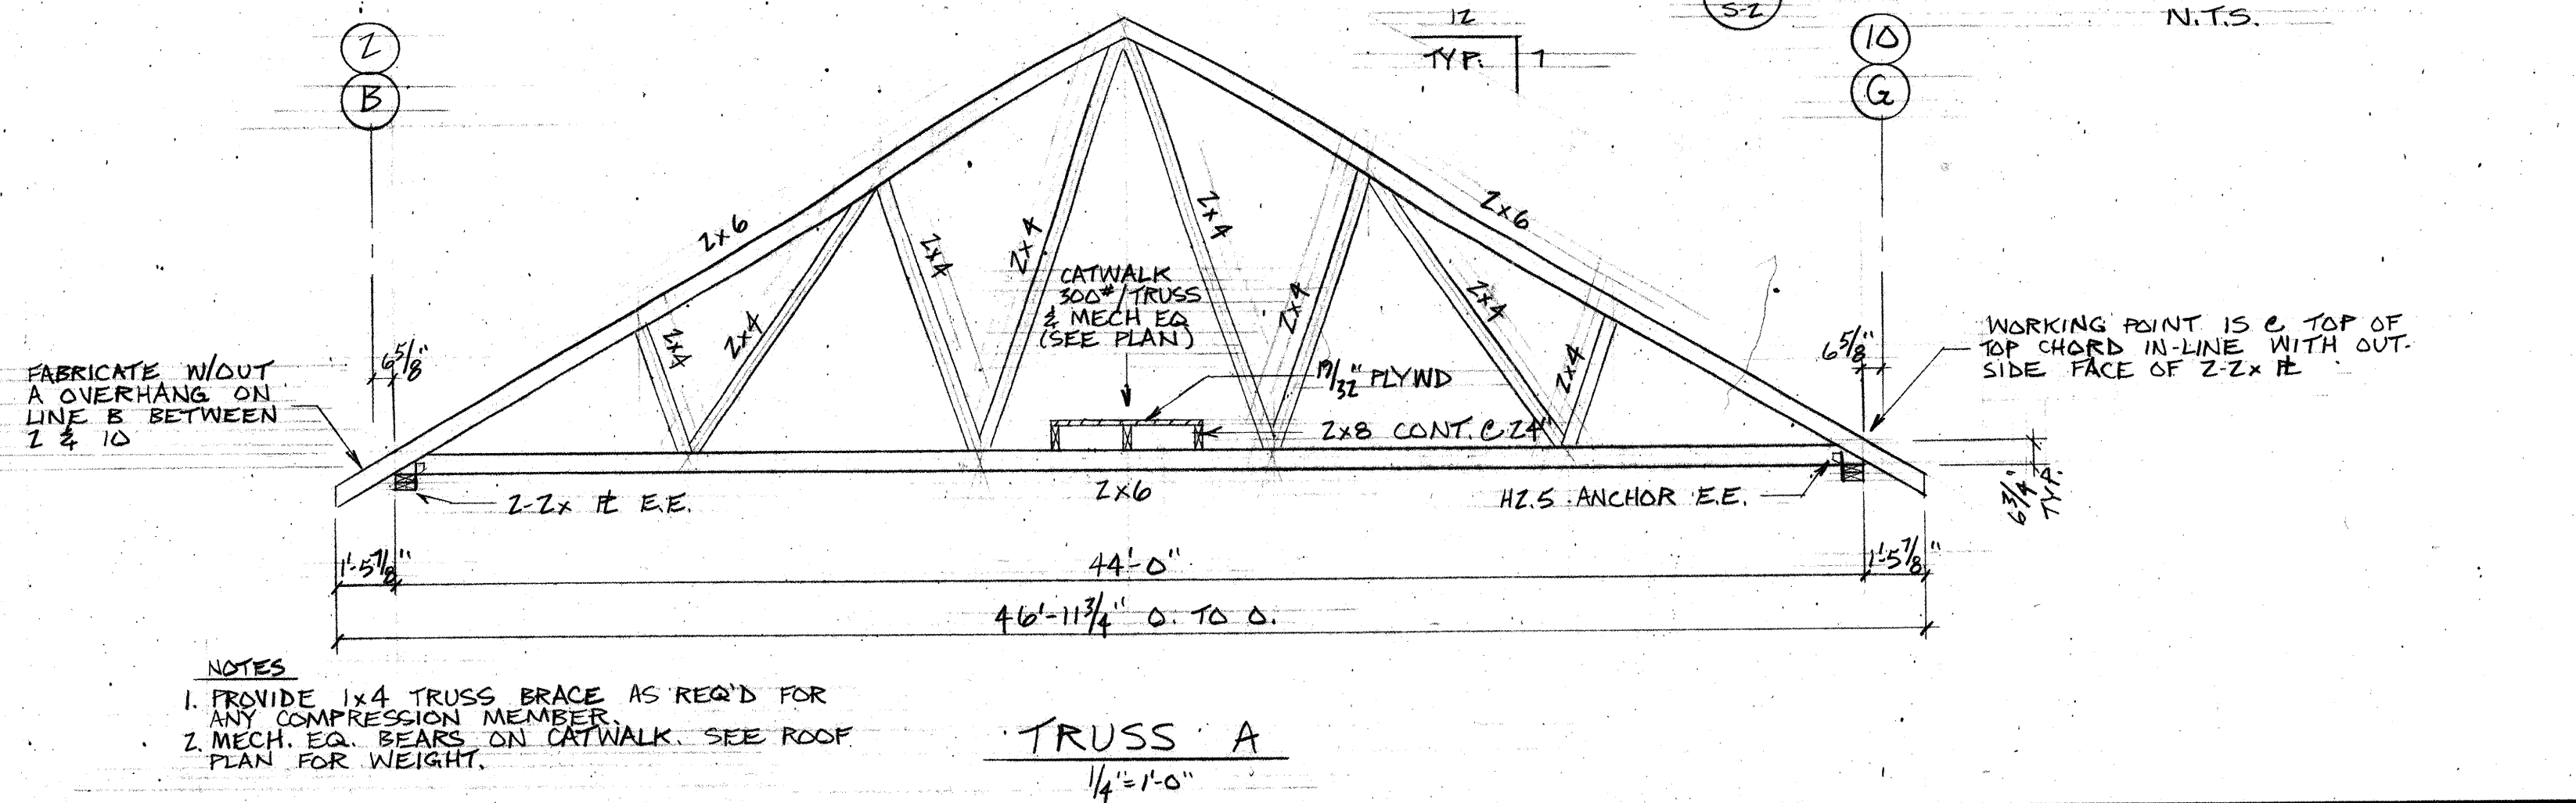 2
B
12
TYP.
7
S-2
10
G
N.T.S.
2x6
2x6
2x4
2x4
2x4
2x4
2x4
2x4
2x4
2x4
CATWALK
300#/TRUSS
& MECH EQ
(SEE PLAN)
6 5/8"
6 5/8"
FABRICATE W/OUT
A OVERHANG ON
LINE B BETWEEN
2 & 10
WORKING POINT IS @ TOP OF
TOP CHORD IN-LINE WITH OUT-
SIDE FACE OF 2-2x PL
19/32" PLYWD
2x8 CONT. @ 24"
2-2x PL E.E.
2x6
H2.5 ANCHOR E.E.
6 3/4"
TYP.
1'-5 7/8"
44'-0"
1'-5 7/8"
46'-11 3/4" O. TO O.
NOTES
1. PROVIDE 1x4 TRUSS BRACE AS REQ'D FOR
ANY COMPRESSION MEMBER.
2. MECH. EQ. BEARS ON CATWALK. SEE ROOF
PLAN FOR WEIGHT.
TRUSS A
1/4"=1'-0"